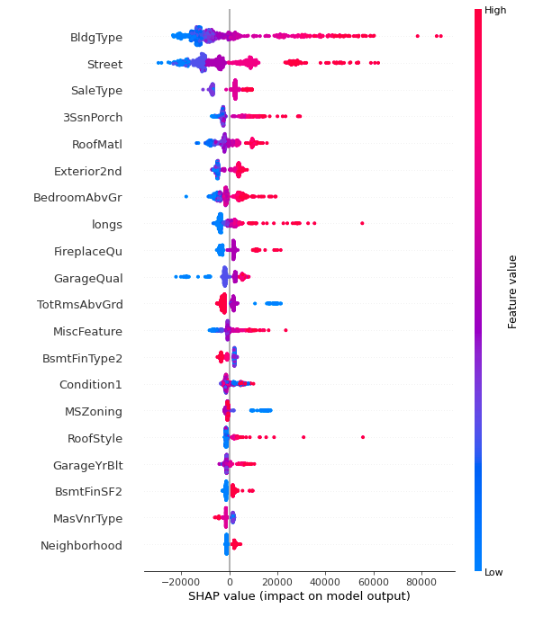 High
BldgType
Street
SaleType
3SsnPorch
RoofMatl
Exterior2nd
BedroomAbvGr
longs
FireplaceQu
GarageQual
TotRmsAbvGrd
MiscFeature
BsmtFinType2
Condition1
MSZoning
RoofStyle
GarageYrBlt
BsmtFinSF2
MasVnrType
Neighborhood
Feature value
Low
−20000 0 20000 40000 60000 80000
SHAP value (impact on model output)